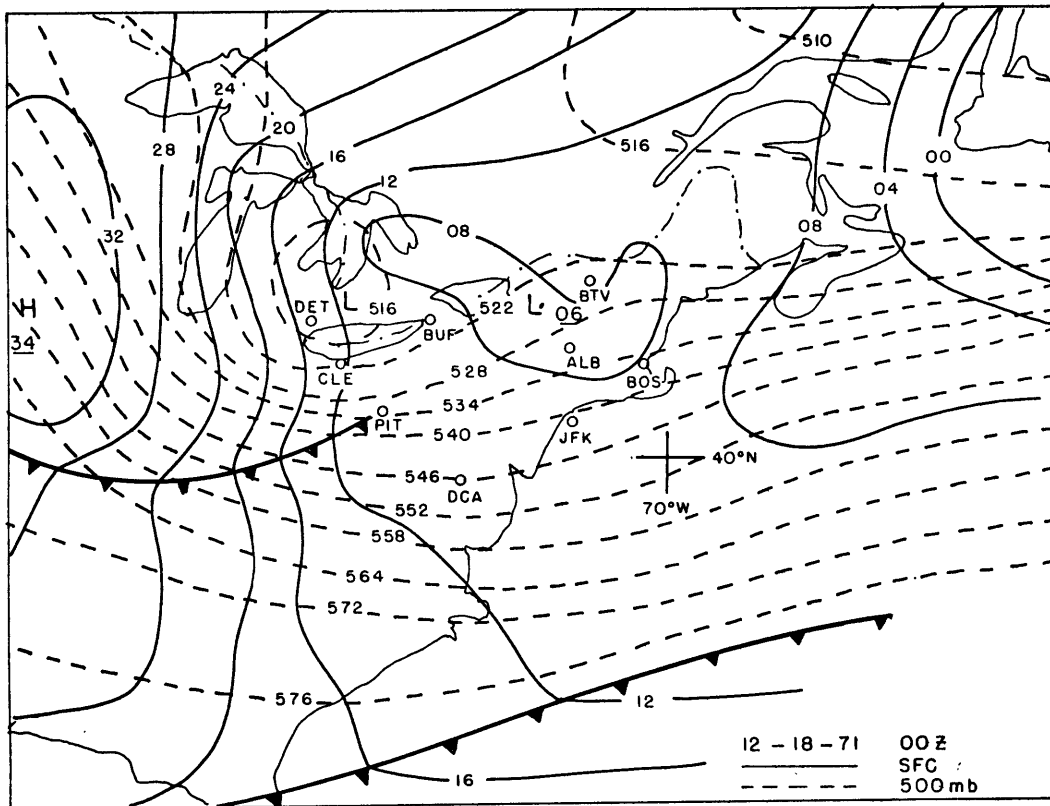 510
24
28
20
516
16
00
12
04
32
08
08
H
34
DET
L
516
BUF
522
L
06
BTV
CLE
528
ALB
BOS
534
PIT
540
JFK
40°N
546
DCA
70°W
552
558
564
572
576
12
16
12 - 18 - 71 00Z
SFC
500mb